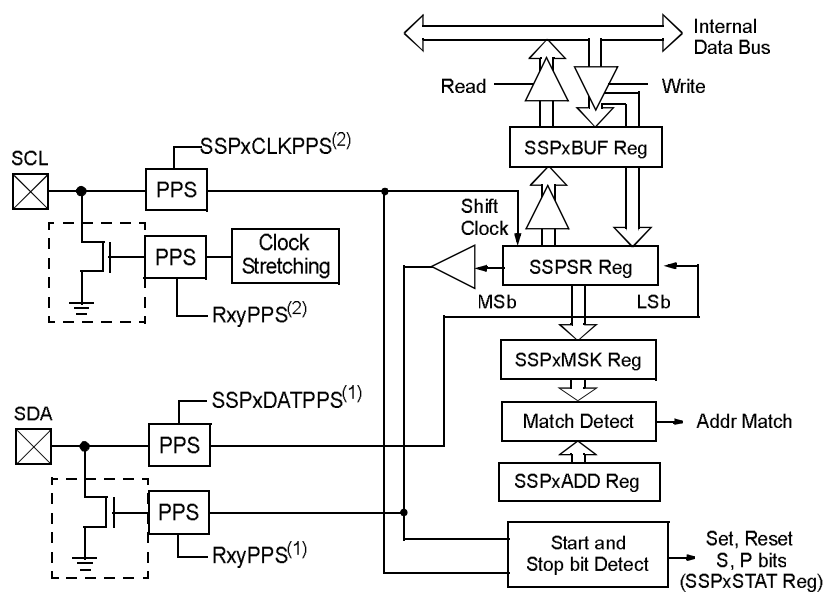 Internal
Data Bus
Read
Write
SSPxCLKPPS(2)
SSPxBUF Reg
SCL
PPS
Shift
Clock
PPS
Clock
Stretching
SSPSR Reg
MSb
LSb
RxyPPS(2)
SSPxMSK Reg
SSPxDATPPS(1)
SDA
PPS
Match Detect
Addr Match
SSPxADD Reg
PPS
RxyPPS(1)
Start and
Stop bit Detect
Set, Reset
S, P bits
(SSPxSTAT Reg)